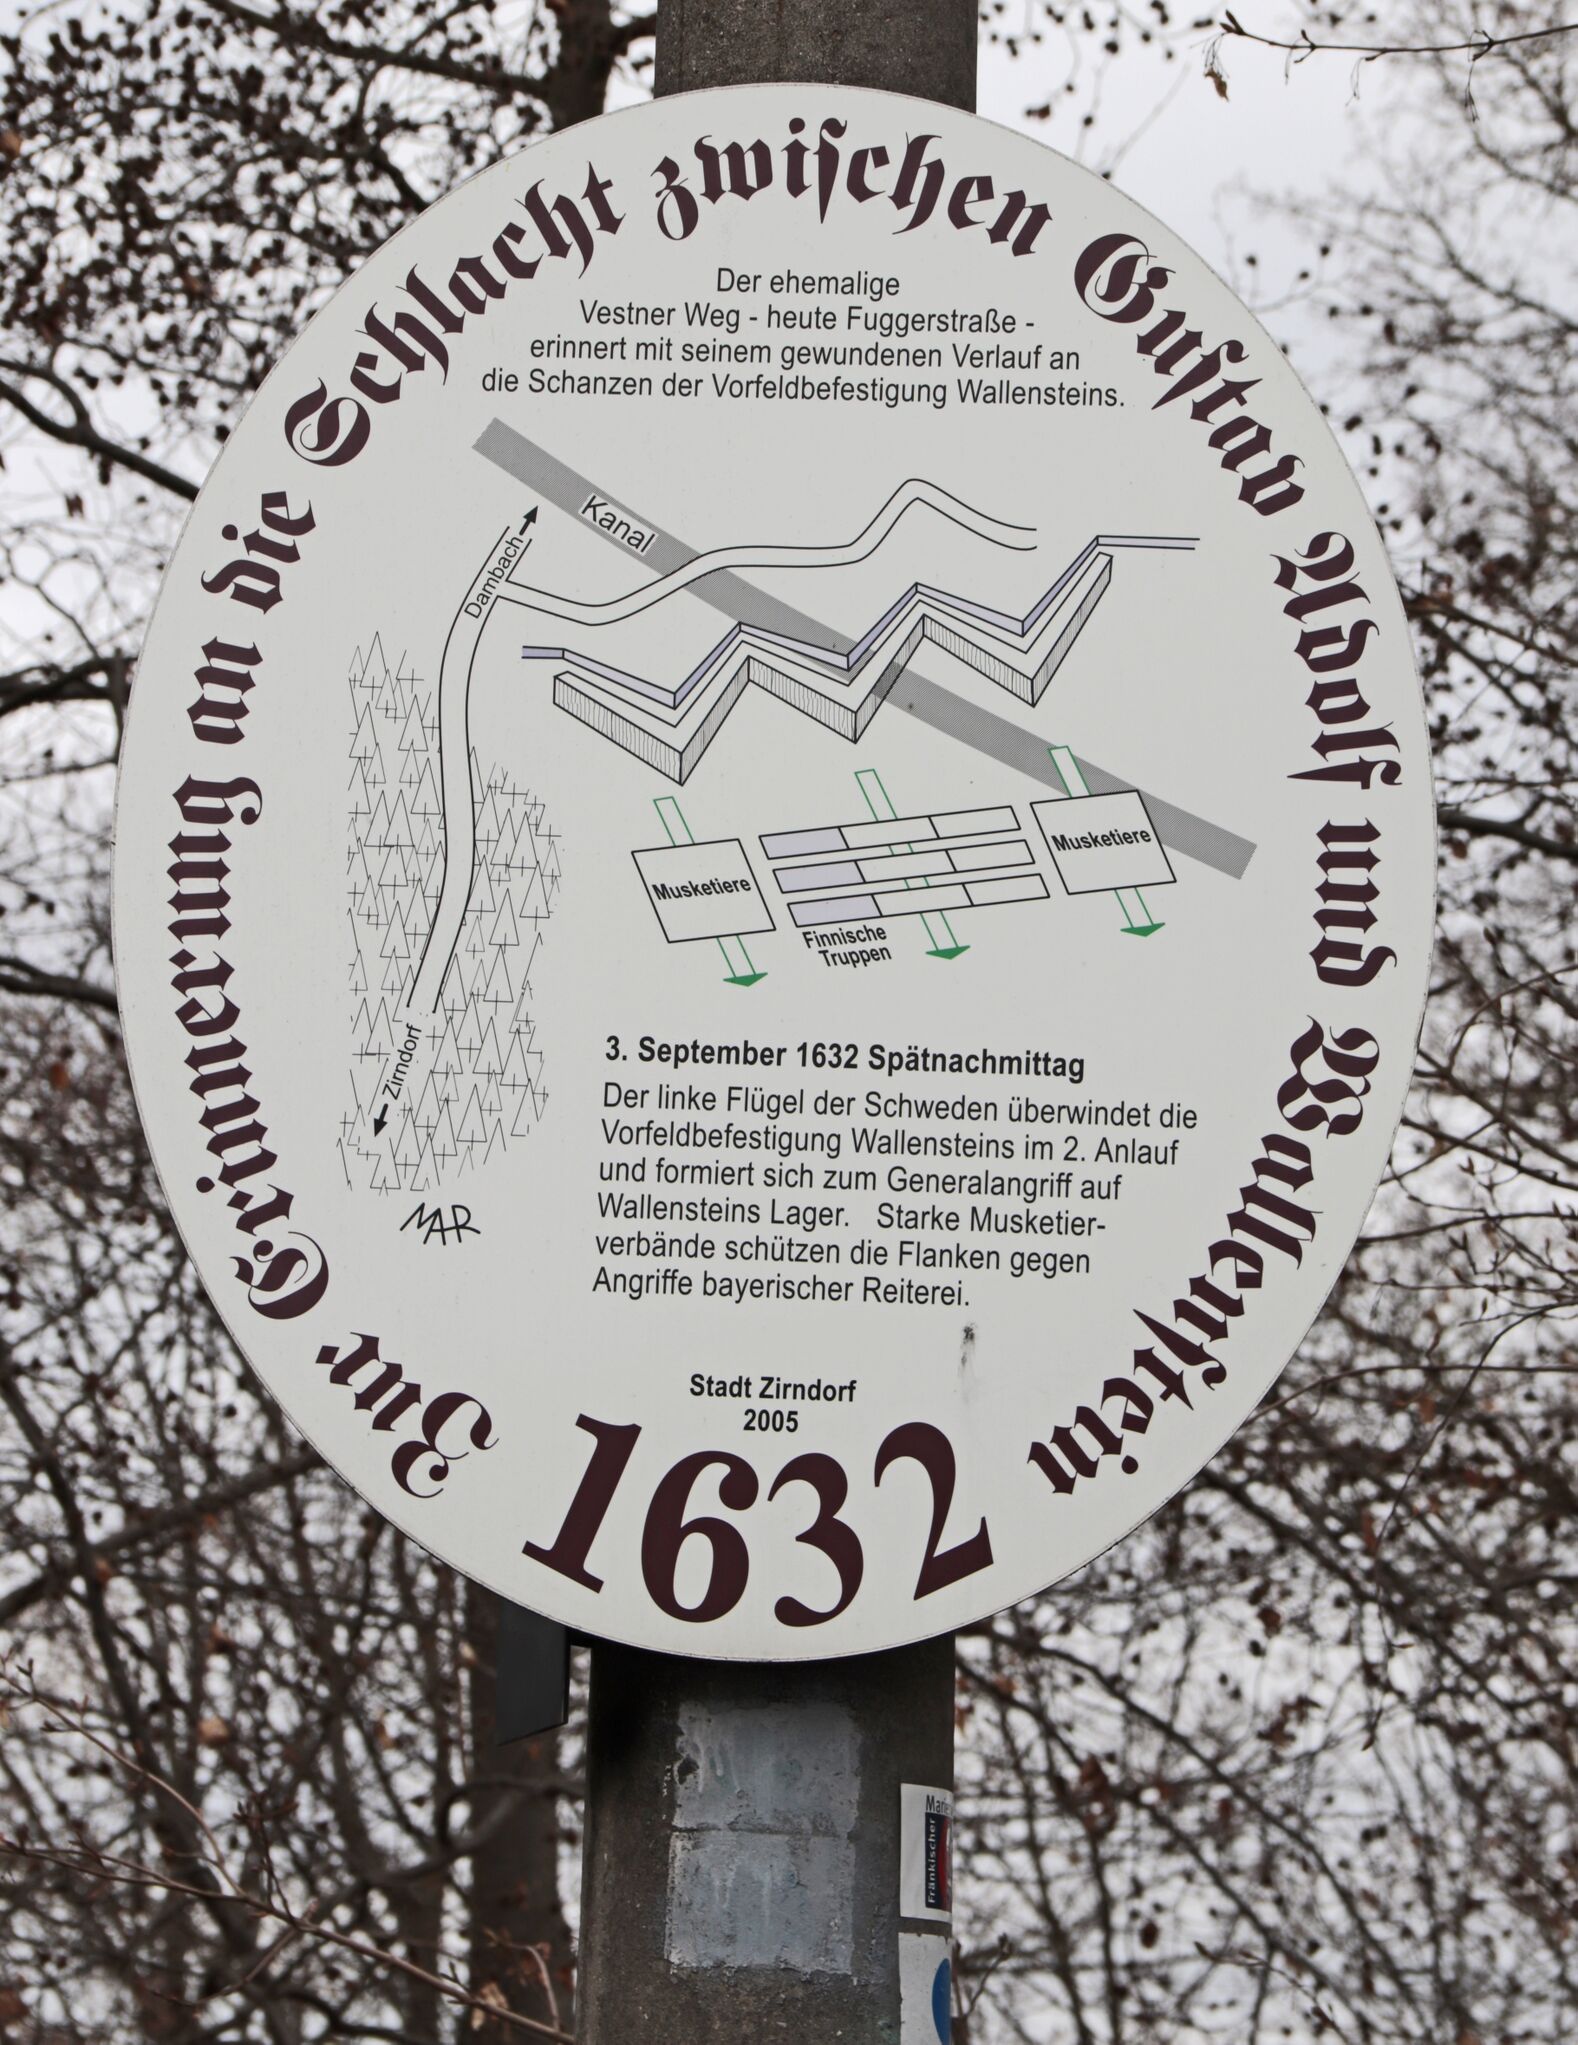 Zur Erinnerung an die Schlacht zwischen Gustav Adolf und Wallenstein
Der ehemalige
Vestner Weg - heute Fuggerstraße -
erinnert mit seinem gewundenen Verlauf an
die Schanzen der Vorfeldbefestigung Wallensteins.
Kanal
Dambach
Musketiere
Musketiere
Finnische
Truppen
Zirndorf
MAR
3. September 1632 Spätnachmittag
Der linke Flügel der Schweden überwindet die
Vorfeldbefestigung Wallensteins im 2. Anlauf
und formiert sich zum Generalangriff auf
Wallensteins Lager. Starke Musketier-
verbände schützen die Flanken gegen
Angriffe bayerischer Reiterei.
Stadt Zirndorf
2005
1632
Fränkischer